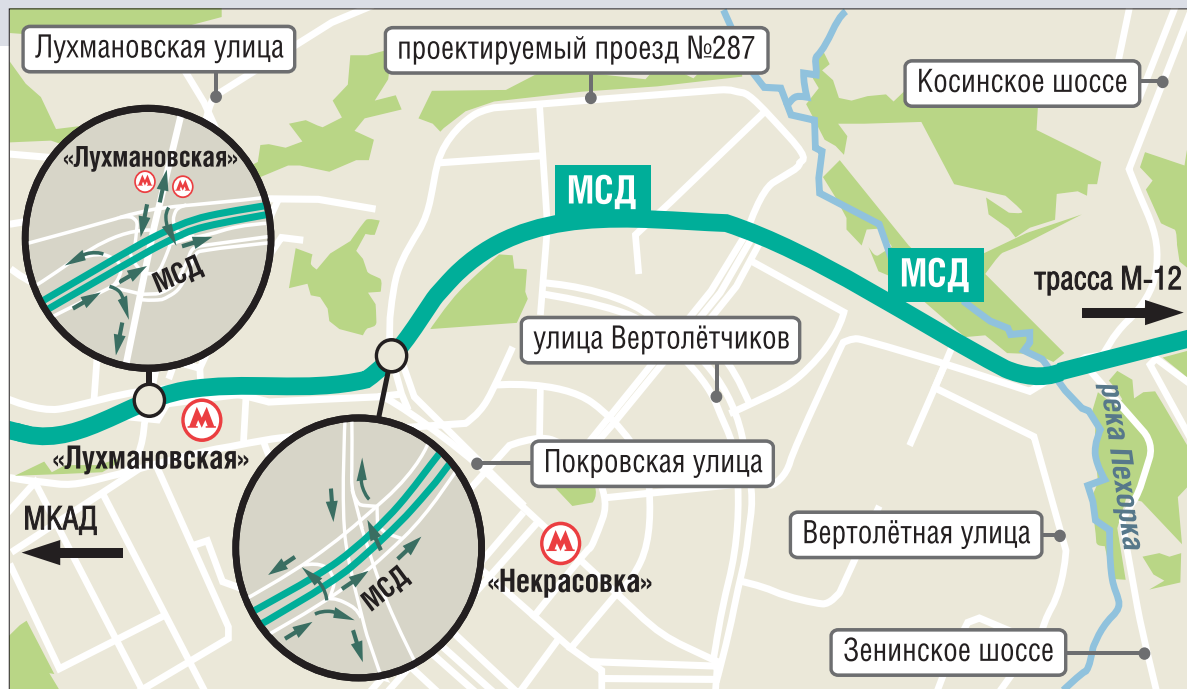 Лухмановская улица
проектируемый проезд №287
Косинское шоссе
«Лухмановская»
М
М
МСД
МСД
МСД
трасса М-12
улица Вертолётчиков
М
«Лухмановская»
Покровская улица
река Пехорка
МКАД
МСД
М
«Некрасовка»
Вертолётная улица
Зенинское шоссе